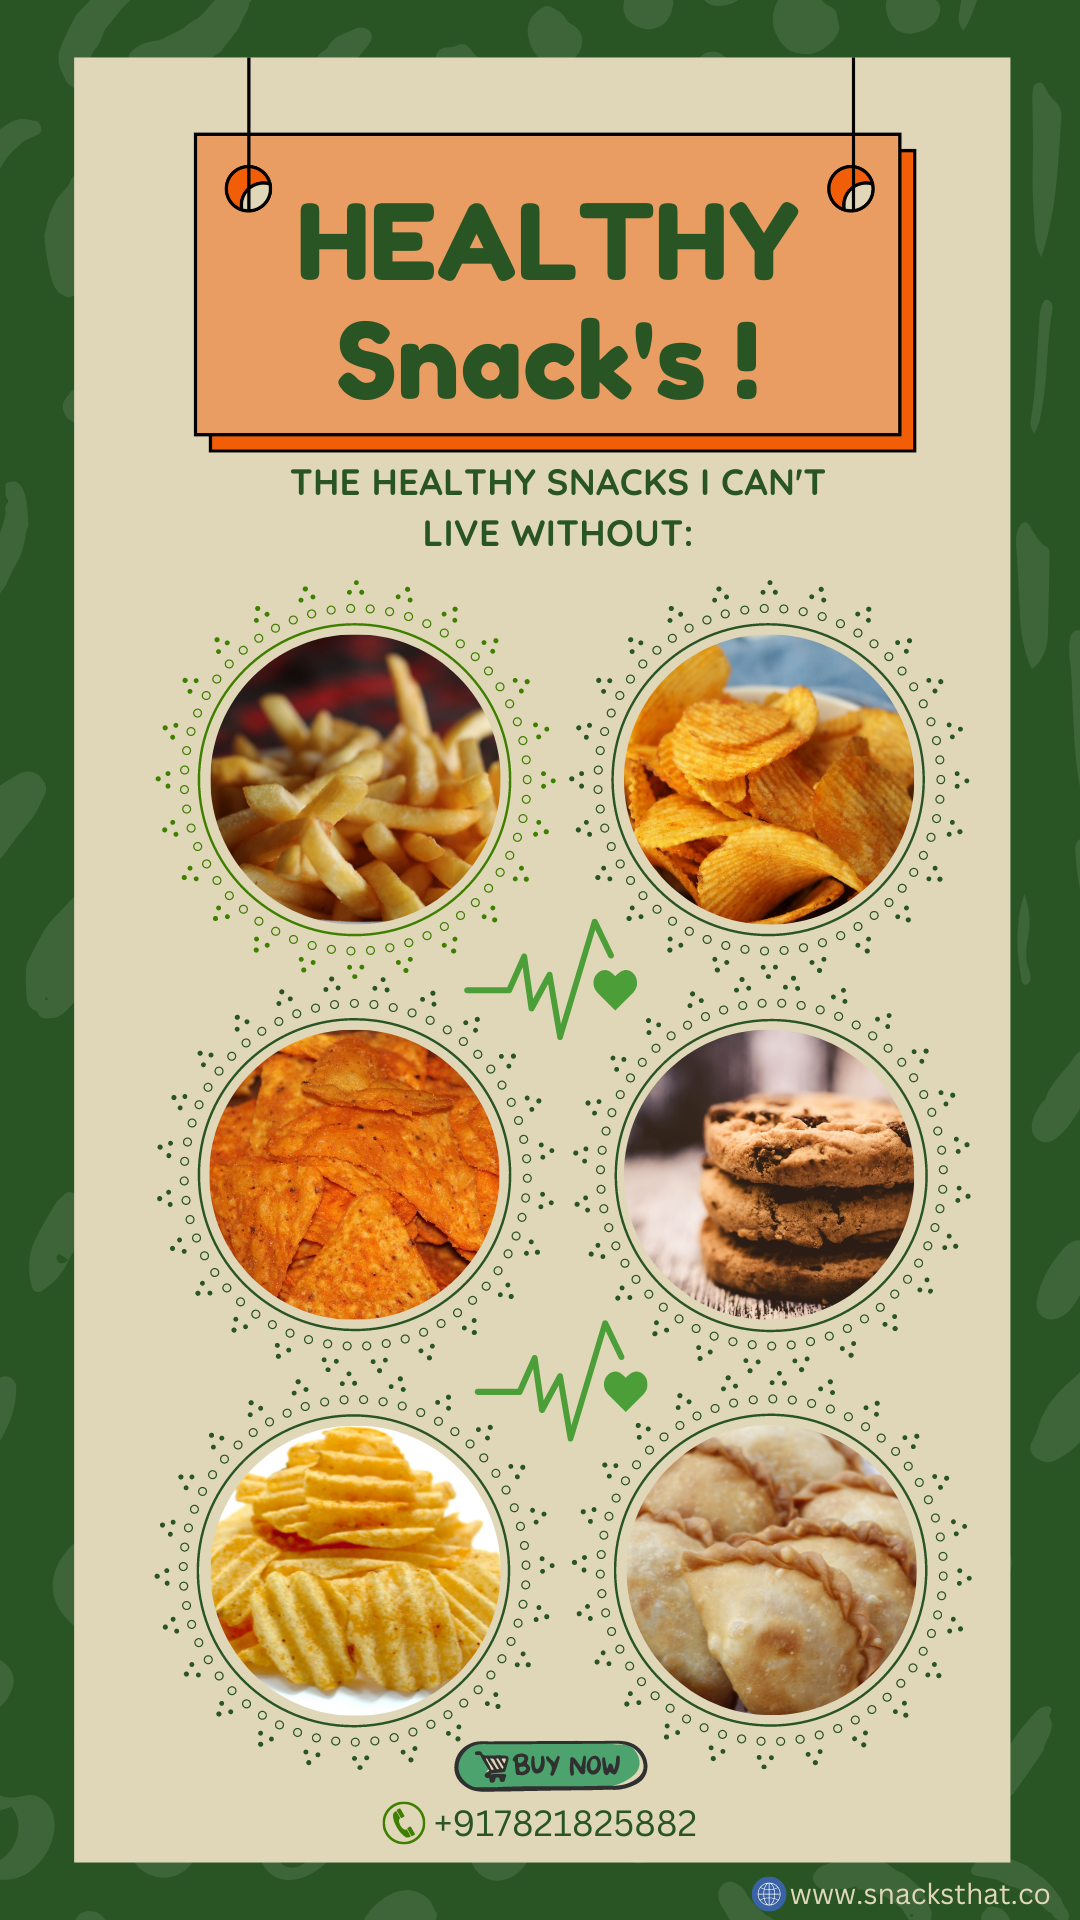 HEALTHY
Snack's !
THE HEALTHY SNACKS I CAN'T
LIVE WITHOUT:
BUY NOW
+917821825882
www.snacksthat.co